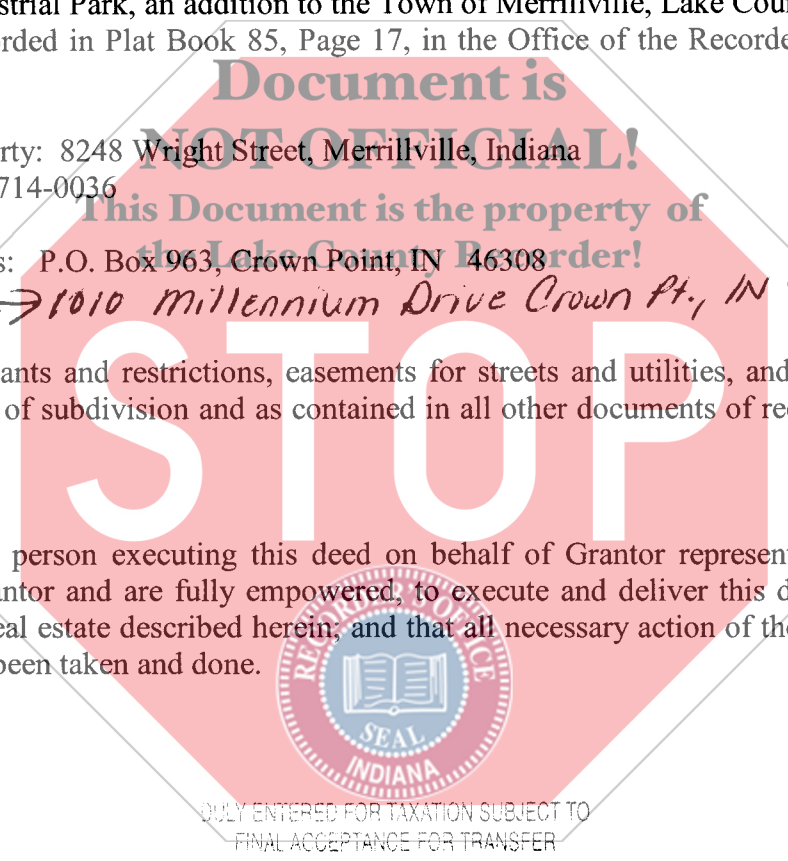 strial Park, an addition to the Town of Merrillville, Lake Cou
orded in Plat Book 85, Page 17, in the Office of the Recorde
Document is
NOT OFFICIAL!
rty: 8248 Wright Street, Merrillville, Indiana
714-0036
This Document is the property of
the Lake County Recorder!
s: P.O. Box 963, Crown Point, IN 46308
→1010 Millennium Drive Crown Pt., IN
ants and restrictions, easements for streets and utilities, and
of subdivision and as contained in all other documents of re
STOP
person executing this deed on behalf of Grantor represent
antor and are fully empowered, to execute and deliver this d
eal estate described herein; and that all necessary action of the
been taken and done.
RECORDER'S OFFICE
SEAL
INDIANA
DULY ENTERED FOR TAXATION SUBJECT TO
FINAL ACCEPTANCE FOR TRANSFER